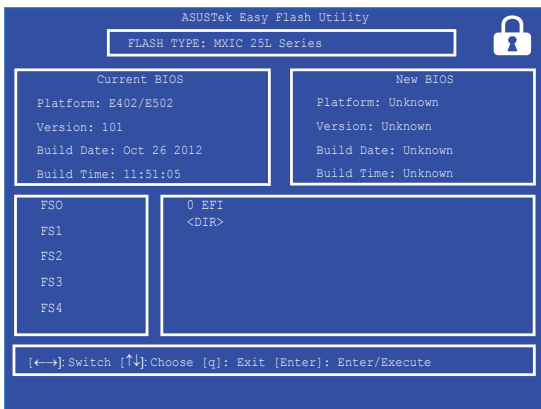 ASUSTek Easy Flash Utility
FLASH TYPE: MXIC 25L Series
Current BIOS
Platform: E402/E502
Version: 101
Build Date: Oct 26 2012
Build Time: 11:51:05
New BIOS
Platform: Unknown
Version: Unknown
Build Date: Unknown
Build Time: Unknown
FSO
FS1
FS2
FS3
FS4
0 EFI
<DIR>
[←→]: Switch [↑↓]: Choose [q]: Exit [Enter]: Enter/Execute